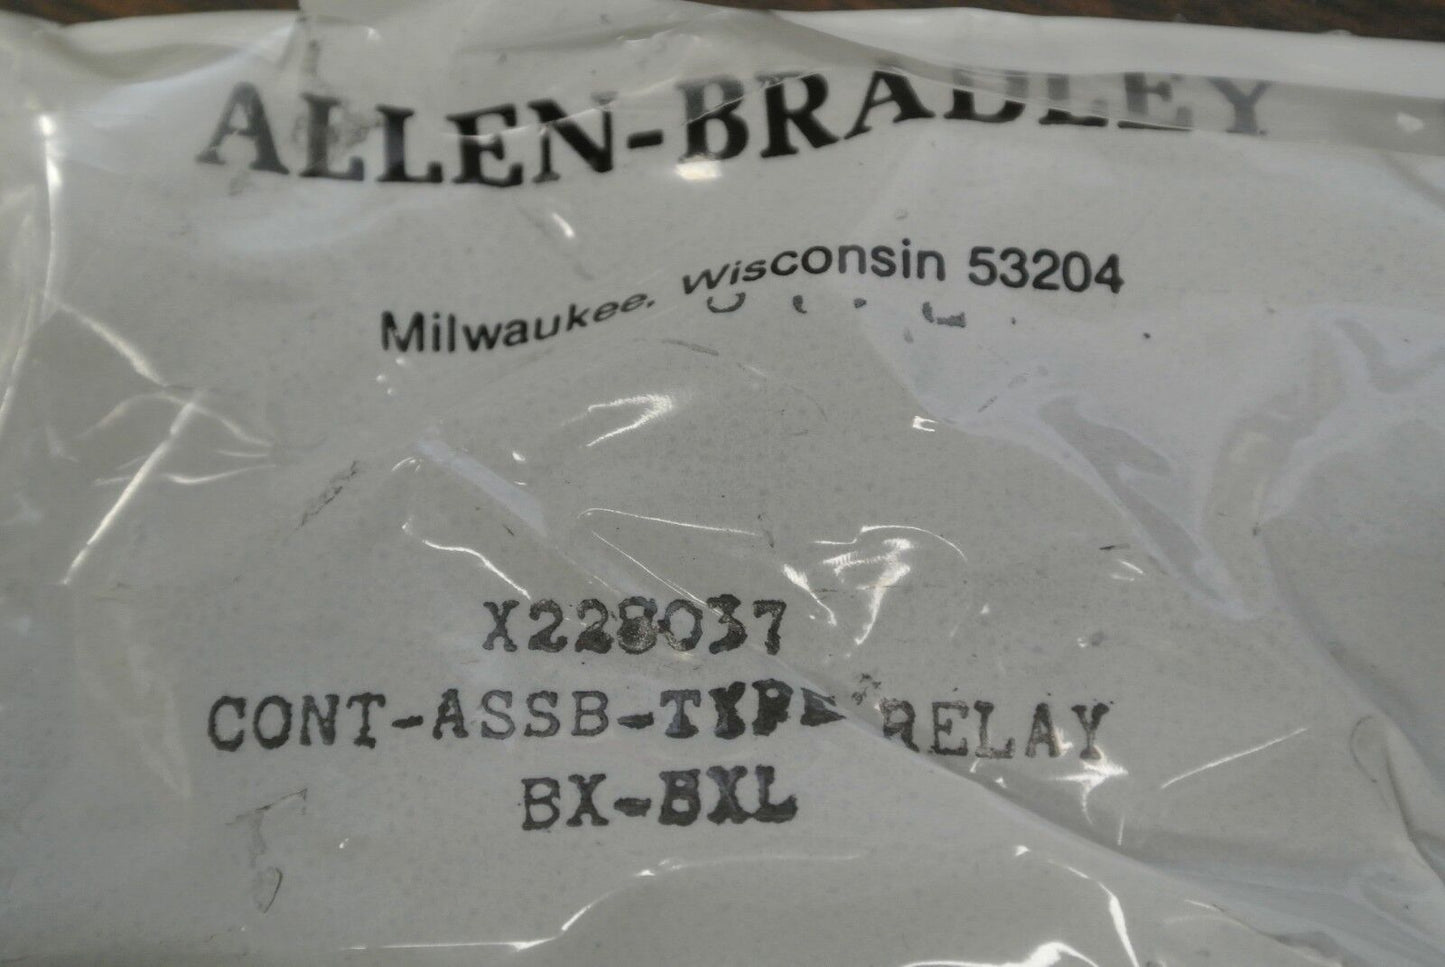 ALLEN-BRADLEY
Milwaukee, Wisconsin 53204
X228037
CONT-ASSB-TYPE RELAY
BX-BXL